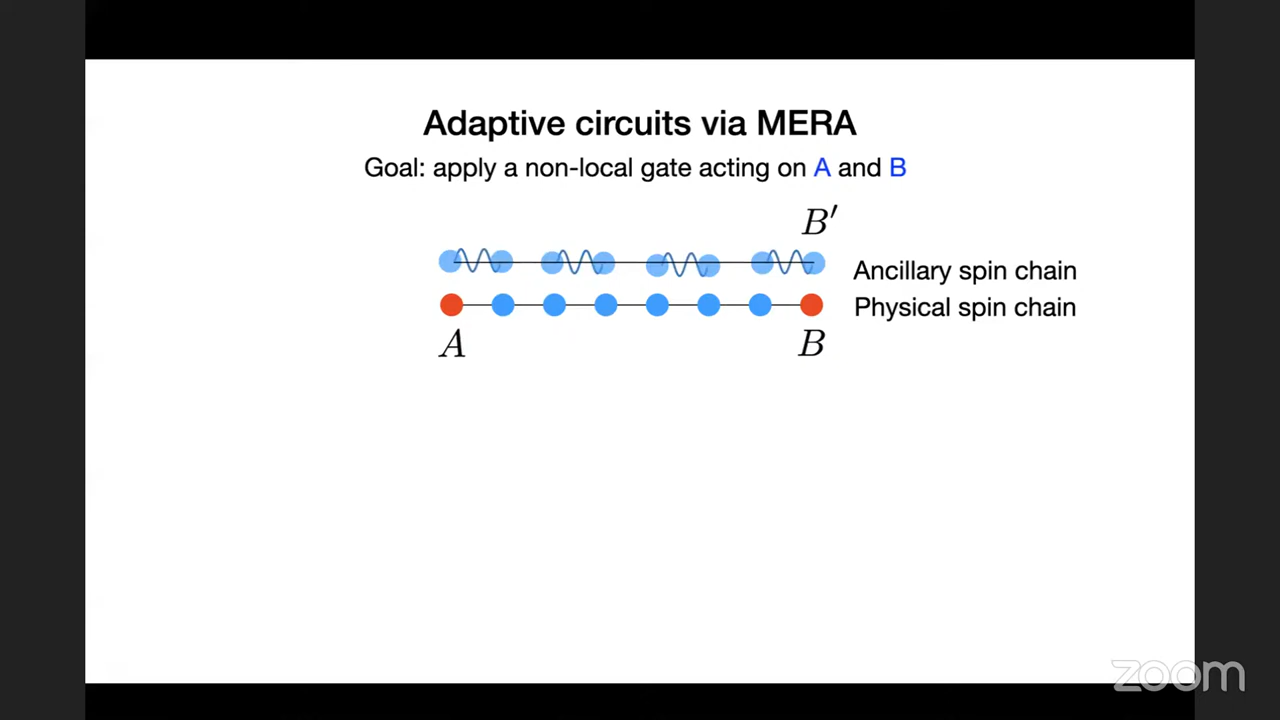 Adaptive circuits via MERA
Goal: apply a non-local gate acting on A and B
B′
Ancillary spin chain
Physical spin chain
A
B
zoom